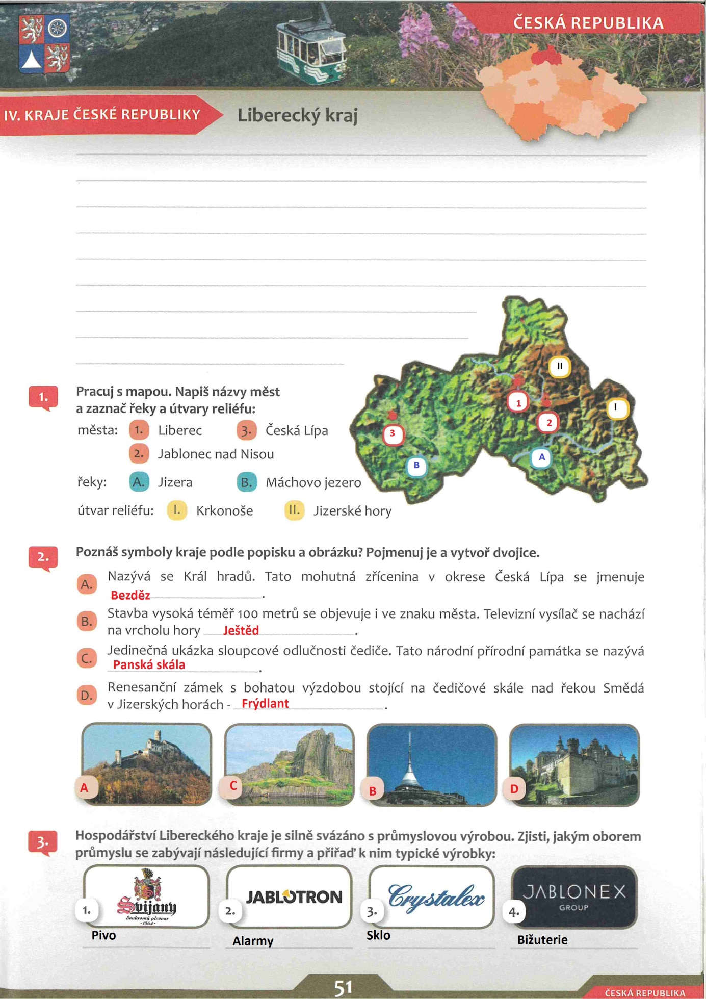 ČESKÁ REPUBLIKA
IV. KRAJE ČESKÉ REPUBLIKY
Liberecký kraj
1.
Pracuj s mapou. Napiš názvy měst
a zaznač řeky a útvary reliéfu:
města: 1. Liberec 3. Česká Lípa
2. Jablonec nad Nisou
řeky: A. Jizera B. Máchovo jezero
útvar reliéfu: I. Krkonoše II. Jizerské hory
II
1
I
2
3
A
B
2.
Poznáš symboly kraje podle popisku a obrázku? Pojmenuj je a vytvoř dvojice.
A. Nazývá se Král hradů. Tato mohutná zřícenina v okrese Česká Lípa se jmenuje
Bezděz.
B. Stavba vysoká téměř 100 metrů se objevuje i ve znaku města. Televizní vysílač se nachází
na vrcholu hory Ještěd.
C. Jedinečná ukázka sloupcové odlučnosti čediče. Tato národní přírodní památka se nazývá
Panská skála.
D. Renesanční zámek s bohatou výzdobou stojící na čedičové skále nad řekou Smědá
v Jizerských horách - Frýdlant.
A
C
B
D
3.
Hospodářství Libereckého kraje je silně svázáno s průmyslovou výrobou. Zjisti, jakým oborem
průmyslu se zabývají následující firmy a přiřaď k nim typické výrobky:
1.
Svijany
Soukromý pivovar
·1564·
2.
JABLOTRON
3.
Crystalex
4.
JABLONEX
GROUP
Pivo
Alarmy
Sklo
Bižuterie
51
ČESKÁ REPUBLIKA